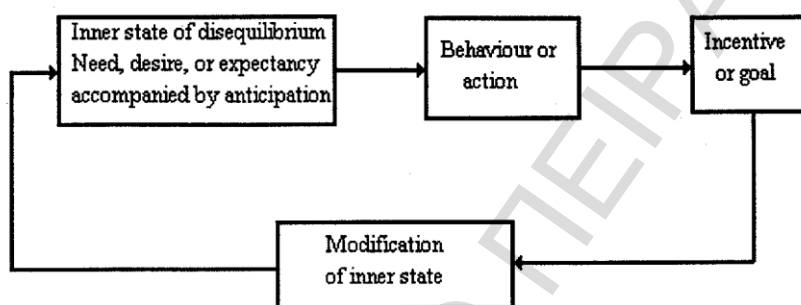 Inner state of disequilibrium
Need, desire, or expectancy
accompanied by anticipation
Behaviour or
action
Incentive
or goal
Modification
of inner state
ΠΕΙΡΑ